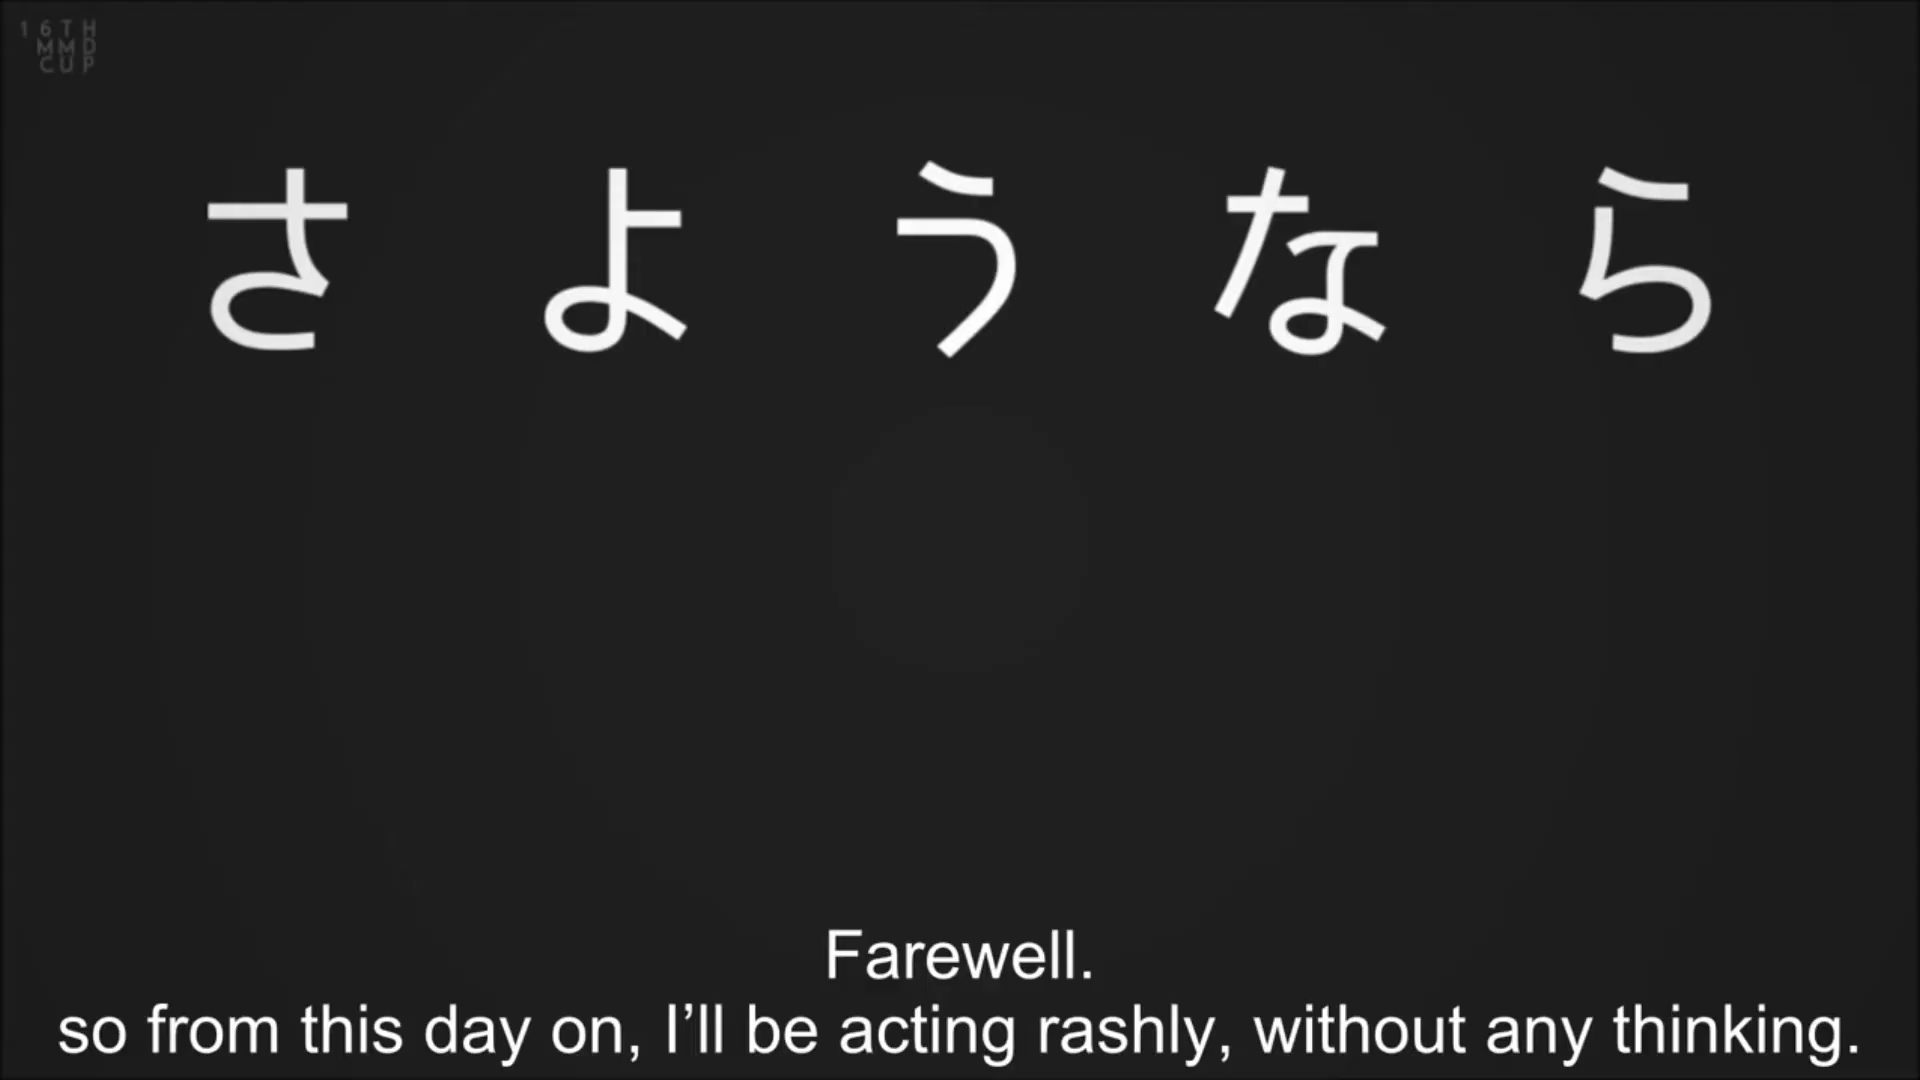 16TH
MMD
CUP
さようなら
Farewell.
so from this day on, I’ll be acting rashly, without any thinking.